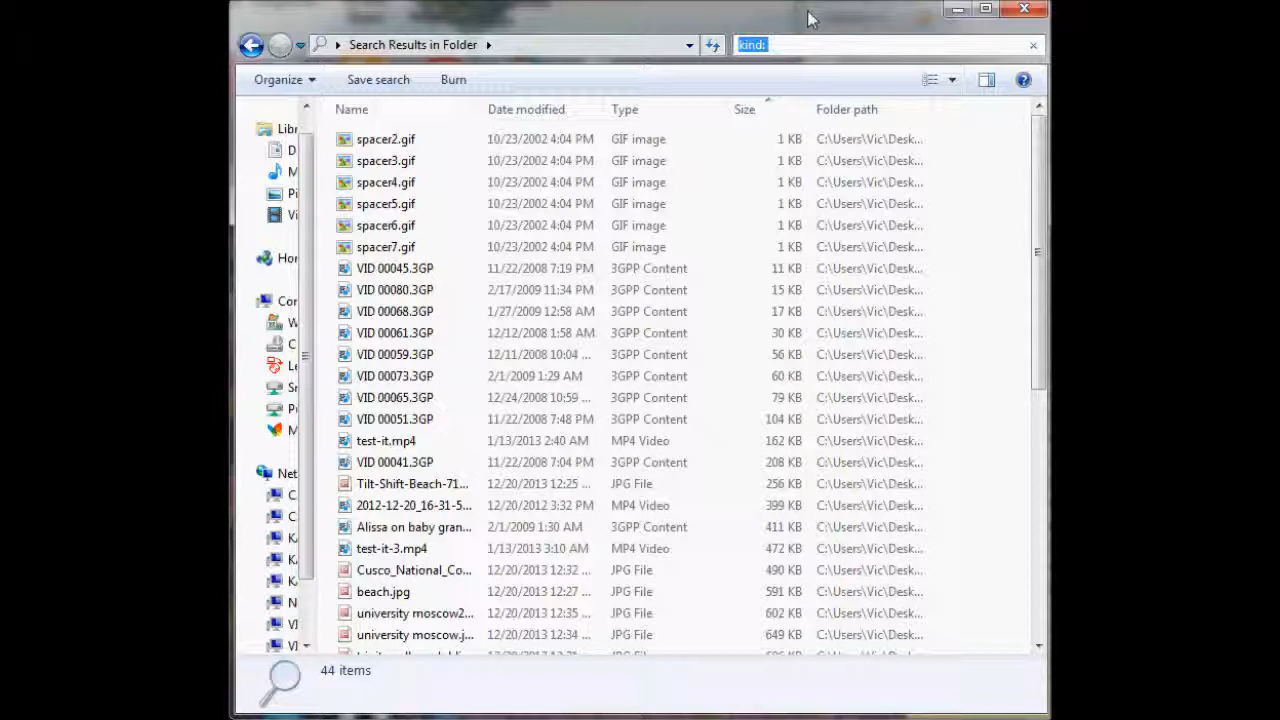 Search Results in Folder
kind:
Organize Save search Burn
Name Date modified Type Size Folder path
spacer2.gif 10/23/2002 4:04 PM GIF image 1 KB C:\Users\Vic\Desk...
spacer3.gif 10/23/2002 4:04 PM GIF image 1 KB C:\Users\Vic\Desk...
spacer4.gif 10/23/2002 4:04 PM GIF image 1 KB C:\Users\Vic\Desk...
spacer5.gif 10/23/2002 4:04 PM GIF image 1 KB C:\Users\Vic\Desk...
spacer6.gif 10/23/2002 4:04 PM GIF image 1 KB C:\Users\Vic\Desk...
spacer7.gif 10/23/2002 4:04 PM GIF image 1 KB C:\Users\Vic\Desk...
VID 00045.3GP 11/22/2008 7:19 PM 3GPP Content 11 KB C:\Users\Vic\Desk...
VID 00080.3GP 2/17/2009 11:34 PM 3GPP Content 15 KB C:\Users\Vic\Desk...
VID 00068.3GP 1/27/2009 12:58 AM 3GPP Content 17 KB C:\Users\Vic\Desk...
VID 00061.3GP 12/12/2008 1:58 AM 3GPP Content 30 KB C:\Users\Vic\Desk...
VID 00059.3GP 12/11/2008 10:04 ... 3GPP Content 56 KB C:\Users\Vic\Desk...
VID 00073.3GP 2/1/2009 1:29 AM 3GPP Content 60 KB C:\Users\Vic\Desk...
VID 00065.3GP 12/24/2008 10:59 ... 3GPP Content 79 KB C:\Users\Vic\Desk...
VID 00051.3GP 11/22/2008 7:48 PM 3GPP Content 104 KB C:\Users\Vic\Desk...
test-it.mp4 1/13/2013 2:40 AM MP4 Video 162 KB C:\Users\Vic\Desk...
VID 00041.3GP 11/22/2008 7:04 PM 3GPP Content 208 KB C:\Users\Vic\Desk...
Tilt-Shift-Beach-71... 12/20/2013 12:25 ... JPG File 256 KB C:\Users\Vic\Desk...
2012-12-20_16-31-5... 12/20/2012 3:32 PM MP4 Video 399 KB C:\Users\Vic\Desk...
Alissa on baby gran... 2/1/2009 1:30 AM 3GPP Content 411 KB C:\Users\Vic\Desk...
test-it-3.mp4 1/13/2013 3:10 AM MP4 Video 472 KB C:\Users\Vic\Desk...
Cusco_National_Co... 12/20/2013 12:32 ... JPG File 490 KB C:\Users\Vic\Desk...
beach.jpg 12/20/2013 12:27 ... JPG File 591 KB C:\Users\Vic\Desk...
university moscow2... 12/20/2013 12:35 ... JPG File 602 KB C:\Users\Vic\Desk...
university moscow.j... 12/20/2013 12:34 ... JPG File 649 KB C:\Users\Vic\Desk...
Libr
D
M
Pi
Vi
Hor
Cor
W
C
Le
Sr
P
M
Net
C
C
K
K
K
N
VI
VI
44 items